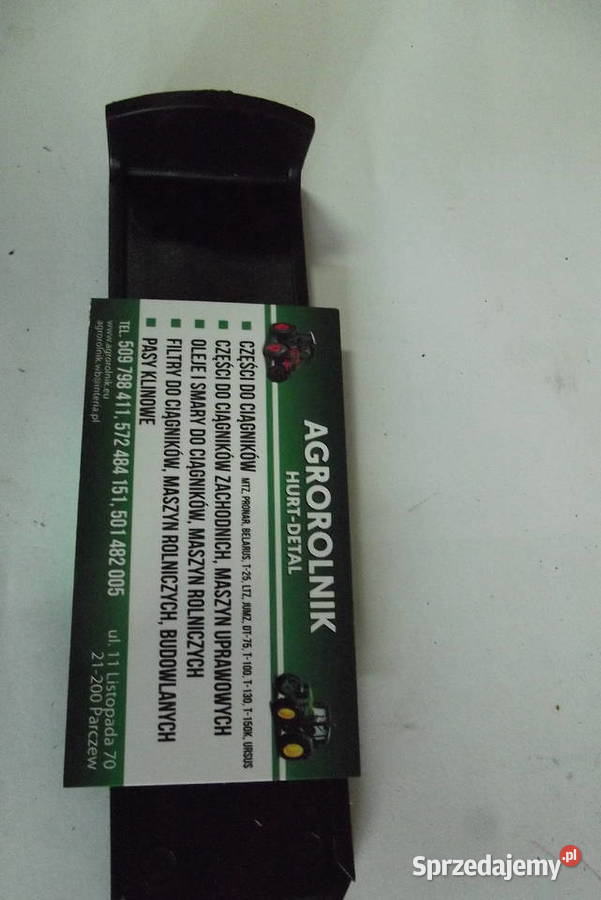 AGROROLNIK
HURT-DETAL
CZĘŚCI DO CIĄGNIKÓW MTZ, PRONAR, BELARUS, T-25, LTZ, JUMZ, DT-75, T-100, T-130, T-150K, URSUS
CZĘŚCI DO CIĄGNIKÓW ZACHODNICH, MASZYN UPRAWOWYCH
OLEJE I SMARY DO CIĄGNIKÓW, MASZYN ROLNICZYCH
FILTRY DO CIĄGNIKÓW, MASZYN ROLNICZYCH, BUDOWLANYCH
PASY KLINOWE
TEL. 509 798 411, 572 484 151, 501 482 005
www.agrorolnik.eu
agrorolnik.wb@interia.pl
ul. 11 Listopada 70
21-200 Parczew
Sprzedajemy.pl